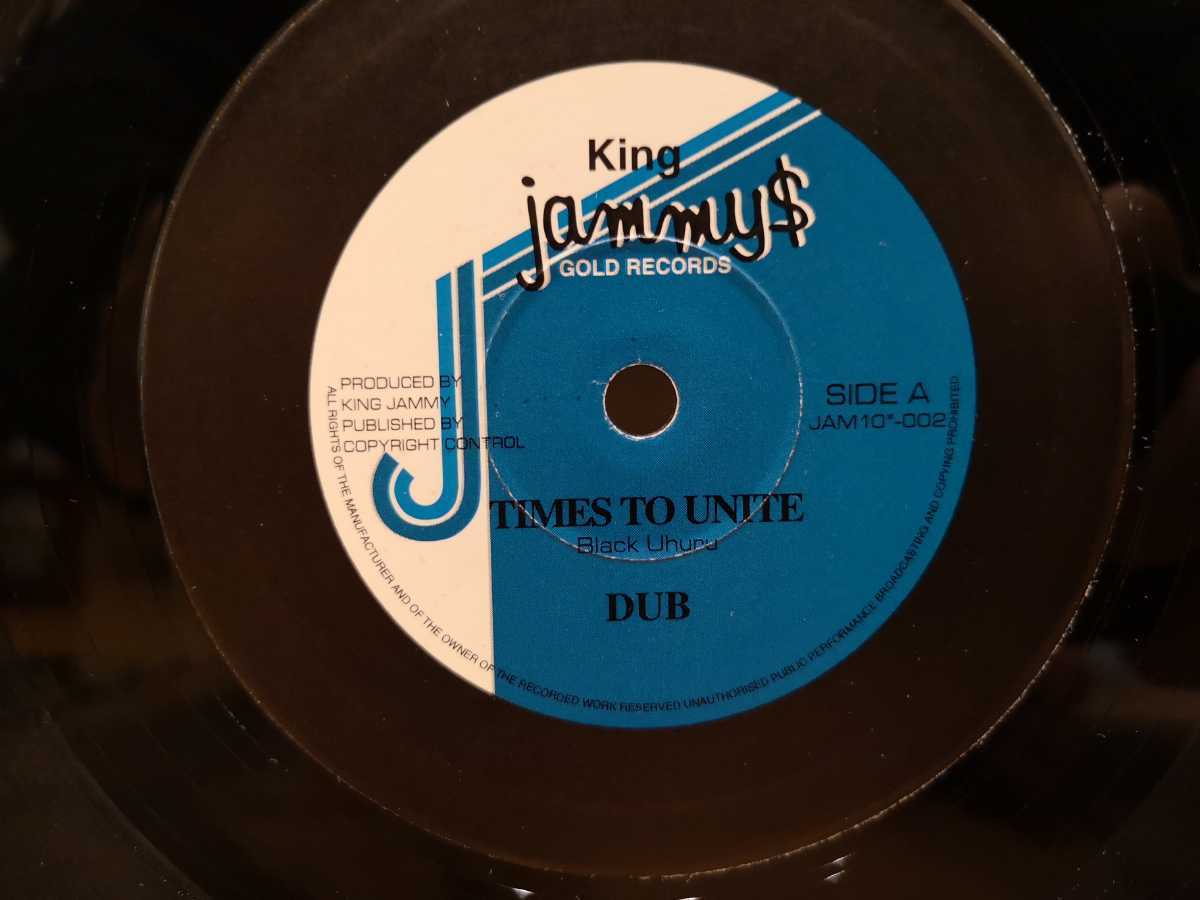 King
jammy$
GOLD RECORDS
PRODUCED BY
KING JAMMY
PUBLISHED BY
COPYRIGHT CONTROL
SIDE A
JAM10"-002
TIMES TO UNITE
Black Uhuru
DUB
ALL RIGHTS OF THE MANUFACTURER AND OF THE OWNER OF THE RECORDED WORK RESERVED UNAUTHORISED PUBLIC PERFORMANCE BROADCASTING AND COPYING PROHIBITED